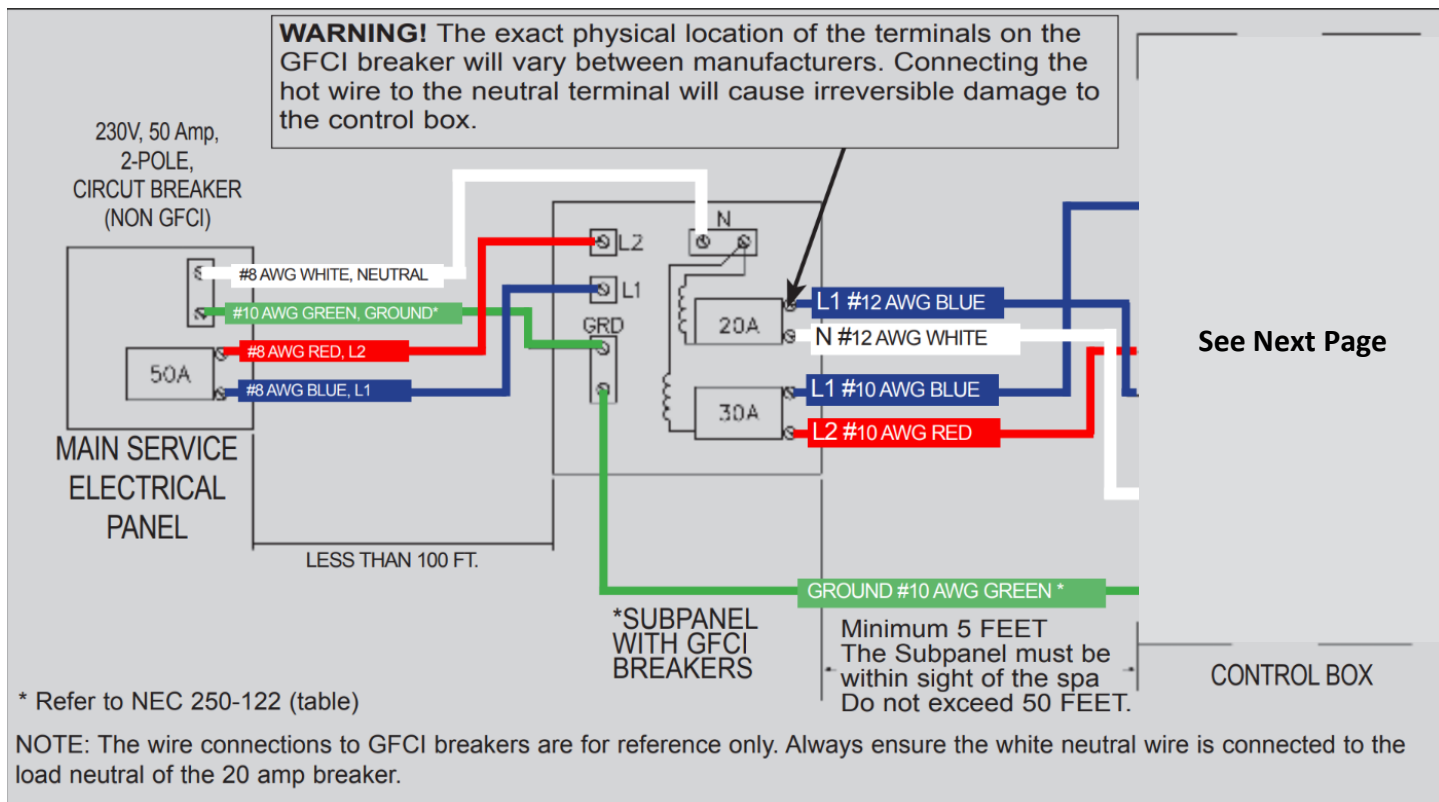 WARNING! The exact physical location of the terminals on the
GFCI breaker will vary between manufacturers. Connecting the
hot wire to the neutral terminal will cause irreversible damage to
the control box.
230V, 50 Amp,
2-POLE,
CIRCUT BREAKER
(NON GFCI)
#8 AWG WHITE, NEUTRAL
#10 AWG GREEN, GROUND*
#8 AWG RED, L2
#8 AWG BLUE, L1
50A
MAIN SERVICE
ELECTRICAL
PANEL
LESS THAN 100 FT.
N
L2
L1
GRD
20A
30A
L1 #12 AWG BLUE
N #12 AWG WHITE
L1 #10 AWG BLUE
L2 #10 AWG RED
GROUND #10 AWG GREEN *
*SUBPANEL
WITH GFCI
BREAKERS
Minimum 5 FEET
The Subpanel must be
within sight of the spa
Do not exceed 50 FEET.
See Next Page
CONTROL BOX
* Refer to NEC 250-122 (table)
NOTE: The wire connections to GFCI breakers are for reference only. Always ensure the white neutral wire is connected to the
load neutral of the 20 amp breaker.